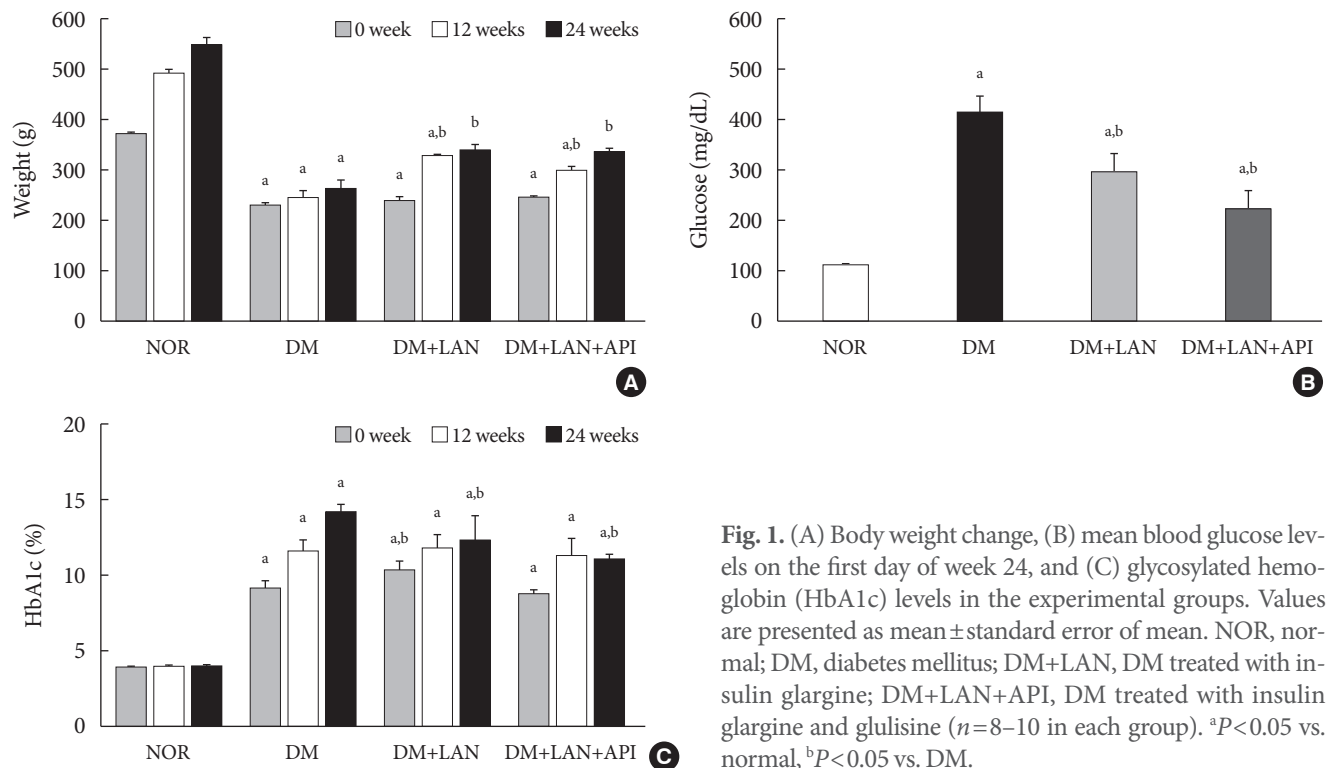 600
500
400
300
200
100
0
Weight (g)
0 week 12 weeks 24 weeks
a a a
a a,b b
a a,b b
NOR DM DM+LAN DM+LAN+API
A
600
500
400
300
200
100
0
Glucose (mg/dL)
a
a,b
a,b
NOR DM DM+LAN DM+LAN+API
B
20
15
10
5
0
HbA1c (%)
0 week 12 weeks 24 weeks
a a a
a,b a a,b
a a a,b
NOR DM DM+LAN DM+LAN+API
C
Fig. 1. (A) Body weight change, (B) mean blood glucose lev-
els on the first day of week 24, and (C) glycosylated hemo-
globin (HbA1c) levels in the experimental groups. Values
are presented as mean±standard error of mean. NOR, nor-
mal; DM, diabetes mellitus; DM+LAN, DM treated with in-
sulin glargine; DM+LAN+API, DM treated with insulin
glargine and glulisine (n=8–10 in each group). aP<0.05 vs.
normal, bP<0.05 vs. DM.